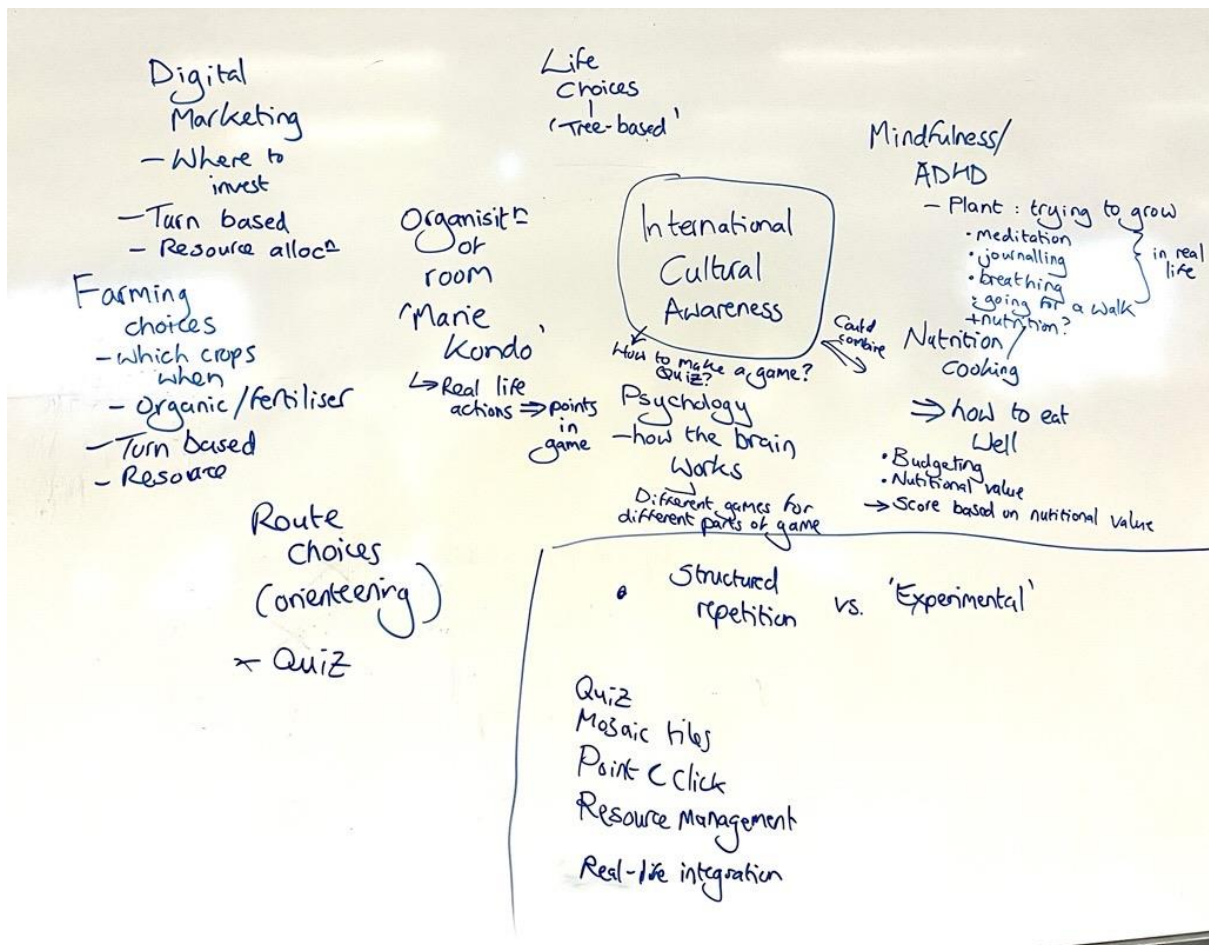 Digital
Marketing
- Where to
invest
- Turn based
- Resource allocⁿ
Farming
choices
- which crops
when
- Organic/fertiliser
- Turn based
- Resource
Route
choices
(orienteering)
Quiz
Organisitⁿ
of
room
'Marie
Kondo'
↳ Real life
actions ⇒ points
in
game
Life
Choices
'Tree-based'
International
Cultural
Awareness
How to make a game?
Quiz?
Could
combine
Psychology
- how the brain
works
Different games for
different parts of game
Mindfulness/
ADHD
- Plant : trying to grow
• meditation
• journalling
• breathing
• going for a walk
+nutrition?
in real
life
Nutrition/
Cooking
⇒ how to eat
Well
• Budgeting
• Nutitional value
→ Score based on nutitional value
• Structured
repetition
vs.
'Experimental'
Quiz
Mosaic tiles
Point C Click
Resource Management
Real-life integration